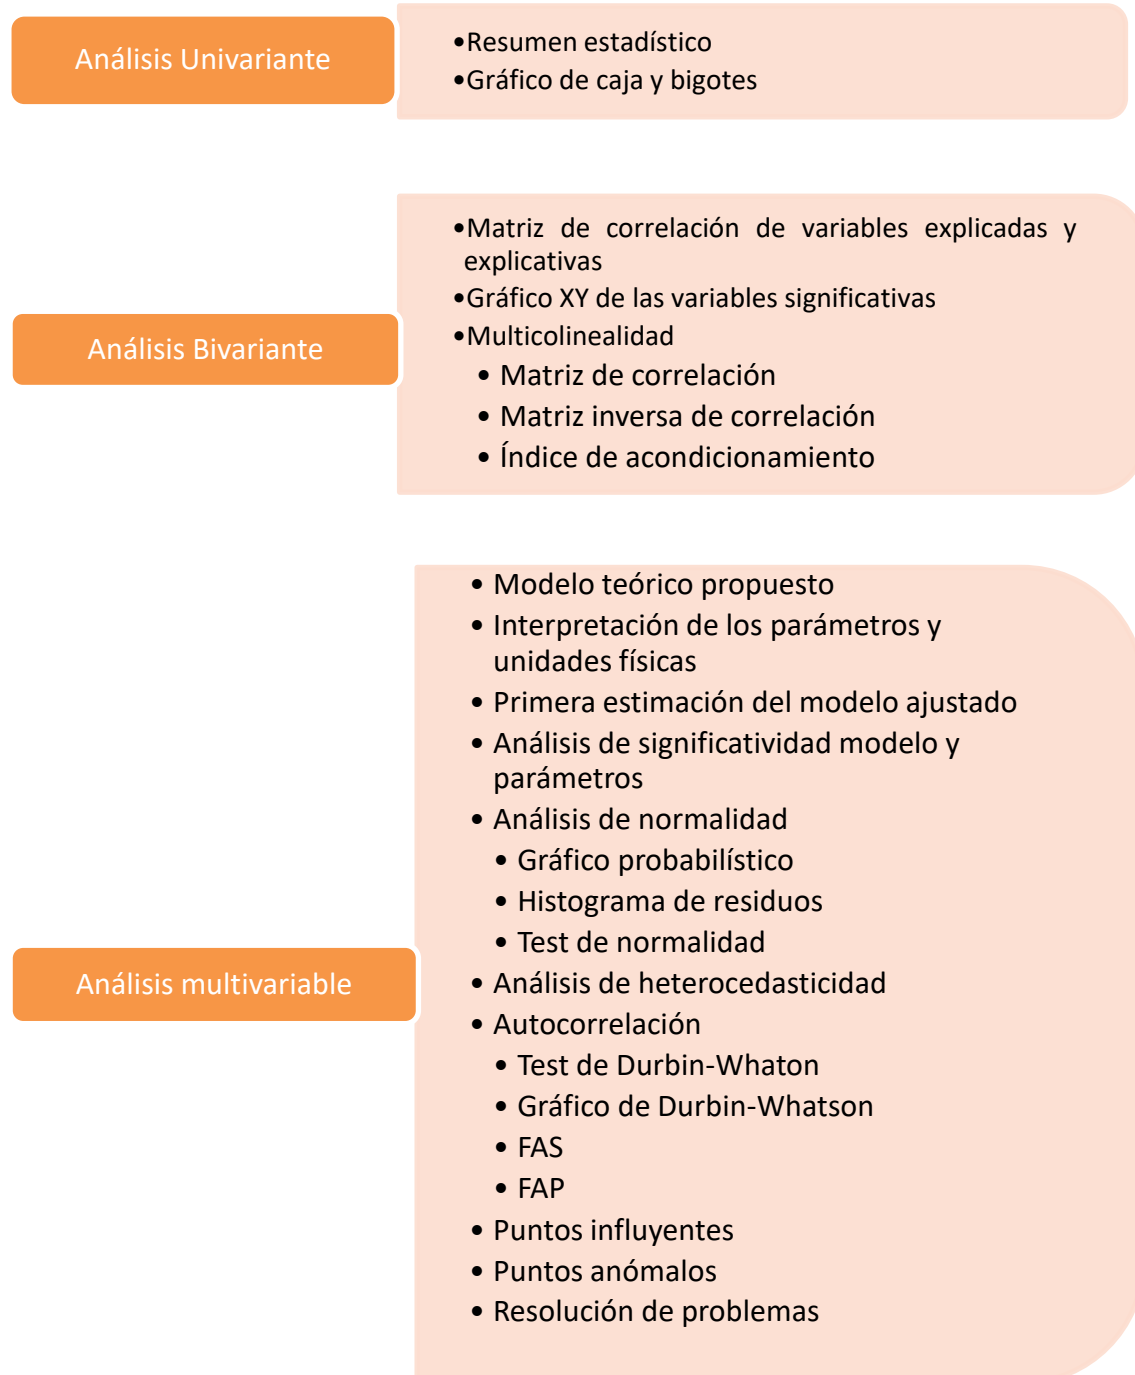 Análisis Univariante
•Resumen estadístico
•Gráfico de caja y bigotes
Análisis Bivariante
•Matriz de correlación de variables explicadas y
explicativas
•Gráfico XY de las variables significativas
•Multicolinealidad
• Matriz de correlación
• Matriz inversa de correlación
• Índice de acondicionamiento
Análisis multivariable
• Modelo teórico propuesto
• Interpretación de los parámetros y
unidades físicas
• Primera estimación del modelo ajustado
• Análisis de significatividad modelo y
parámetros
• Análisis de normalidad
• Gráfico probabilístico
• Histograma de residuos
• Test de normalidad
• Análisis de heterocedasticidad
• Autocorrelación
• Test de Durbin-Whaton
• Gráfico de Durbin-Whatson
• FAS
• FAP
• Puntos influyentes
• Puntos anómalos
• Resolución de problemas